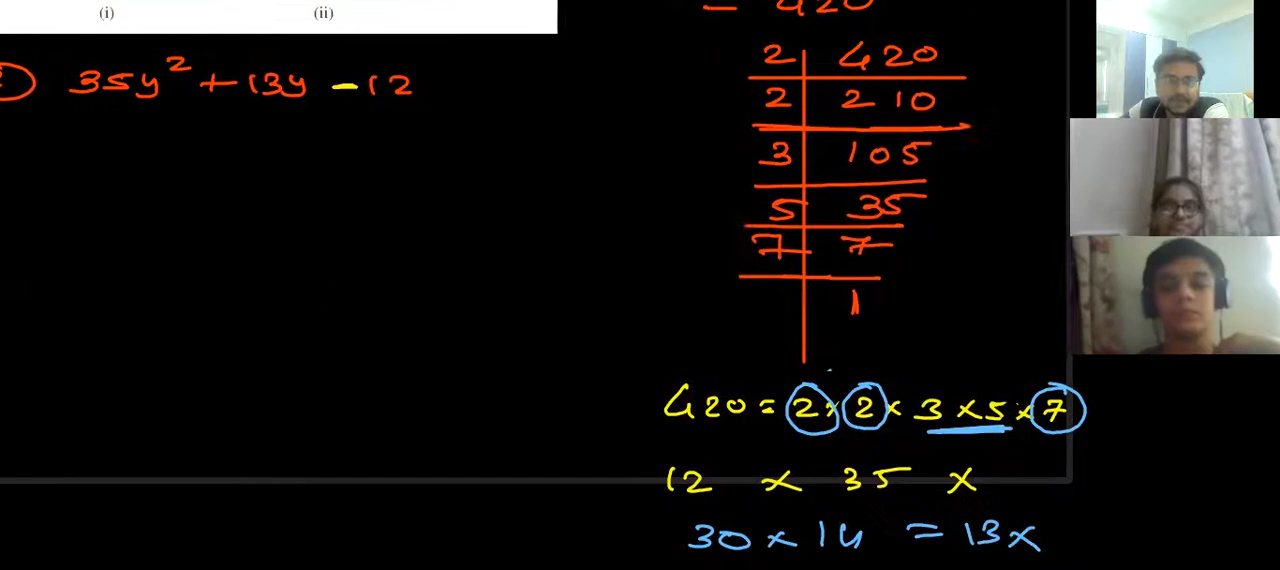 (i) (ii)
35y² + 13y - 12
= 420
2 | 420
2 | 210
3 | 105
5 | 35
7 | 7
1
420 = 2 × 2 × 3 × 5 × 7
12 × 35 ×
30 × 14 = 13 ×